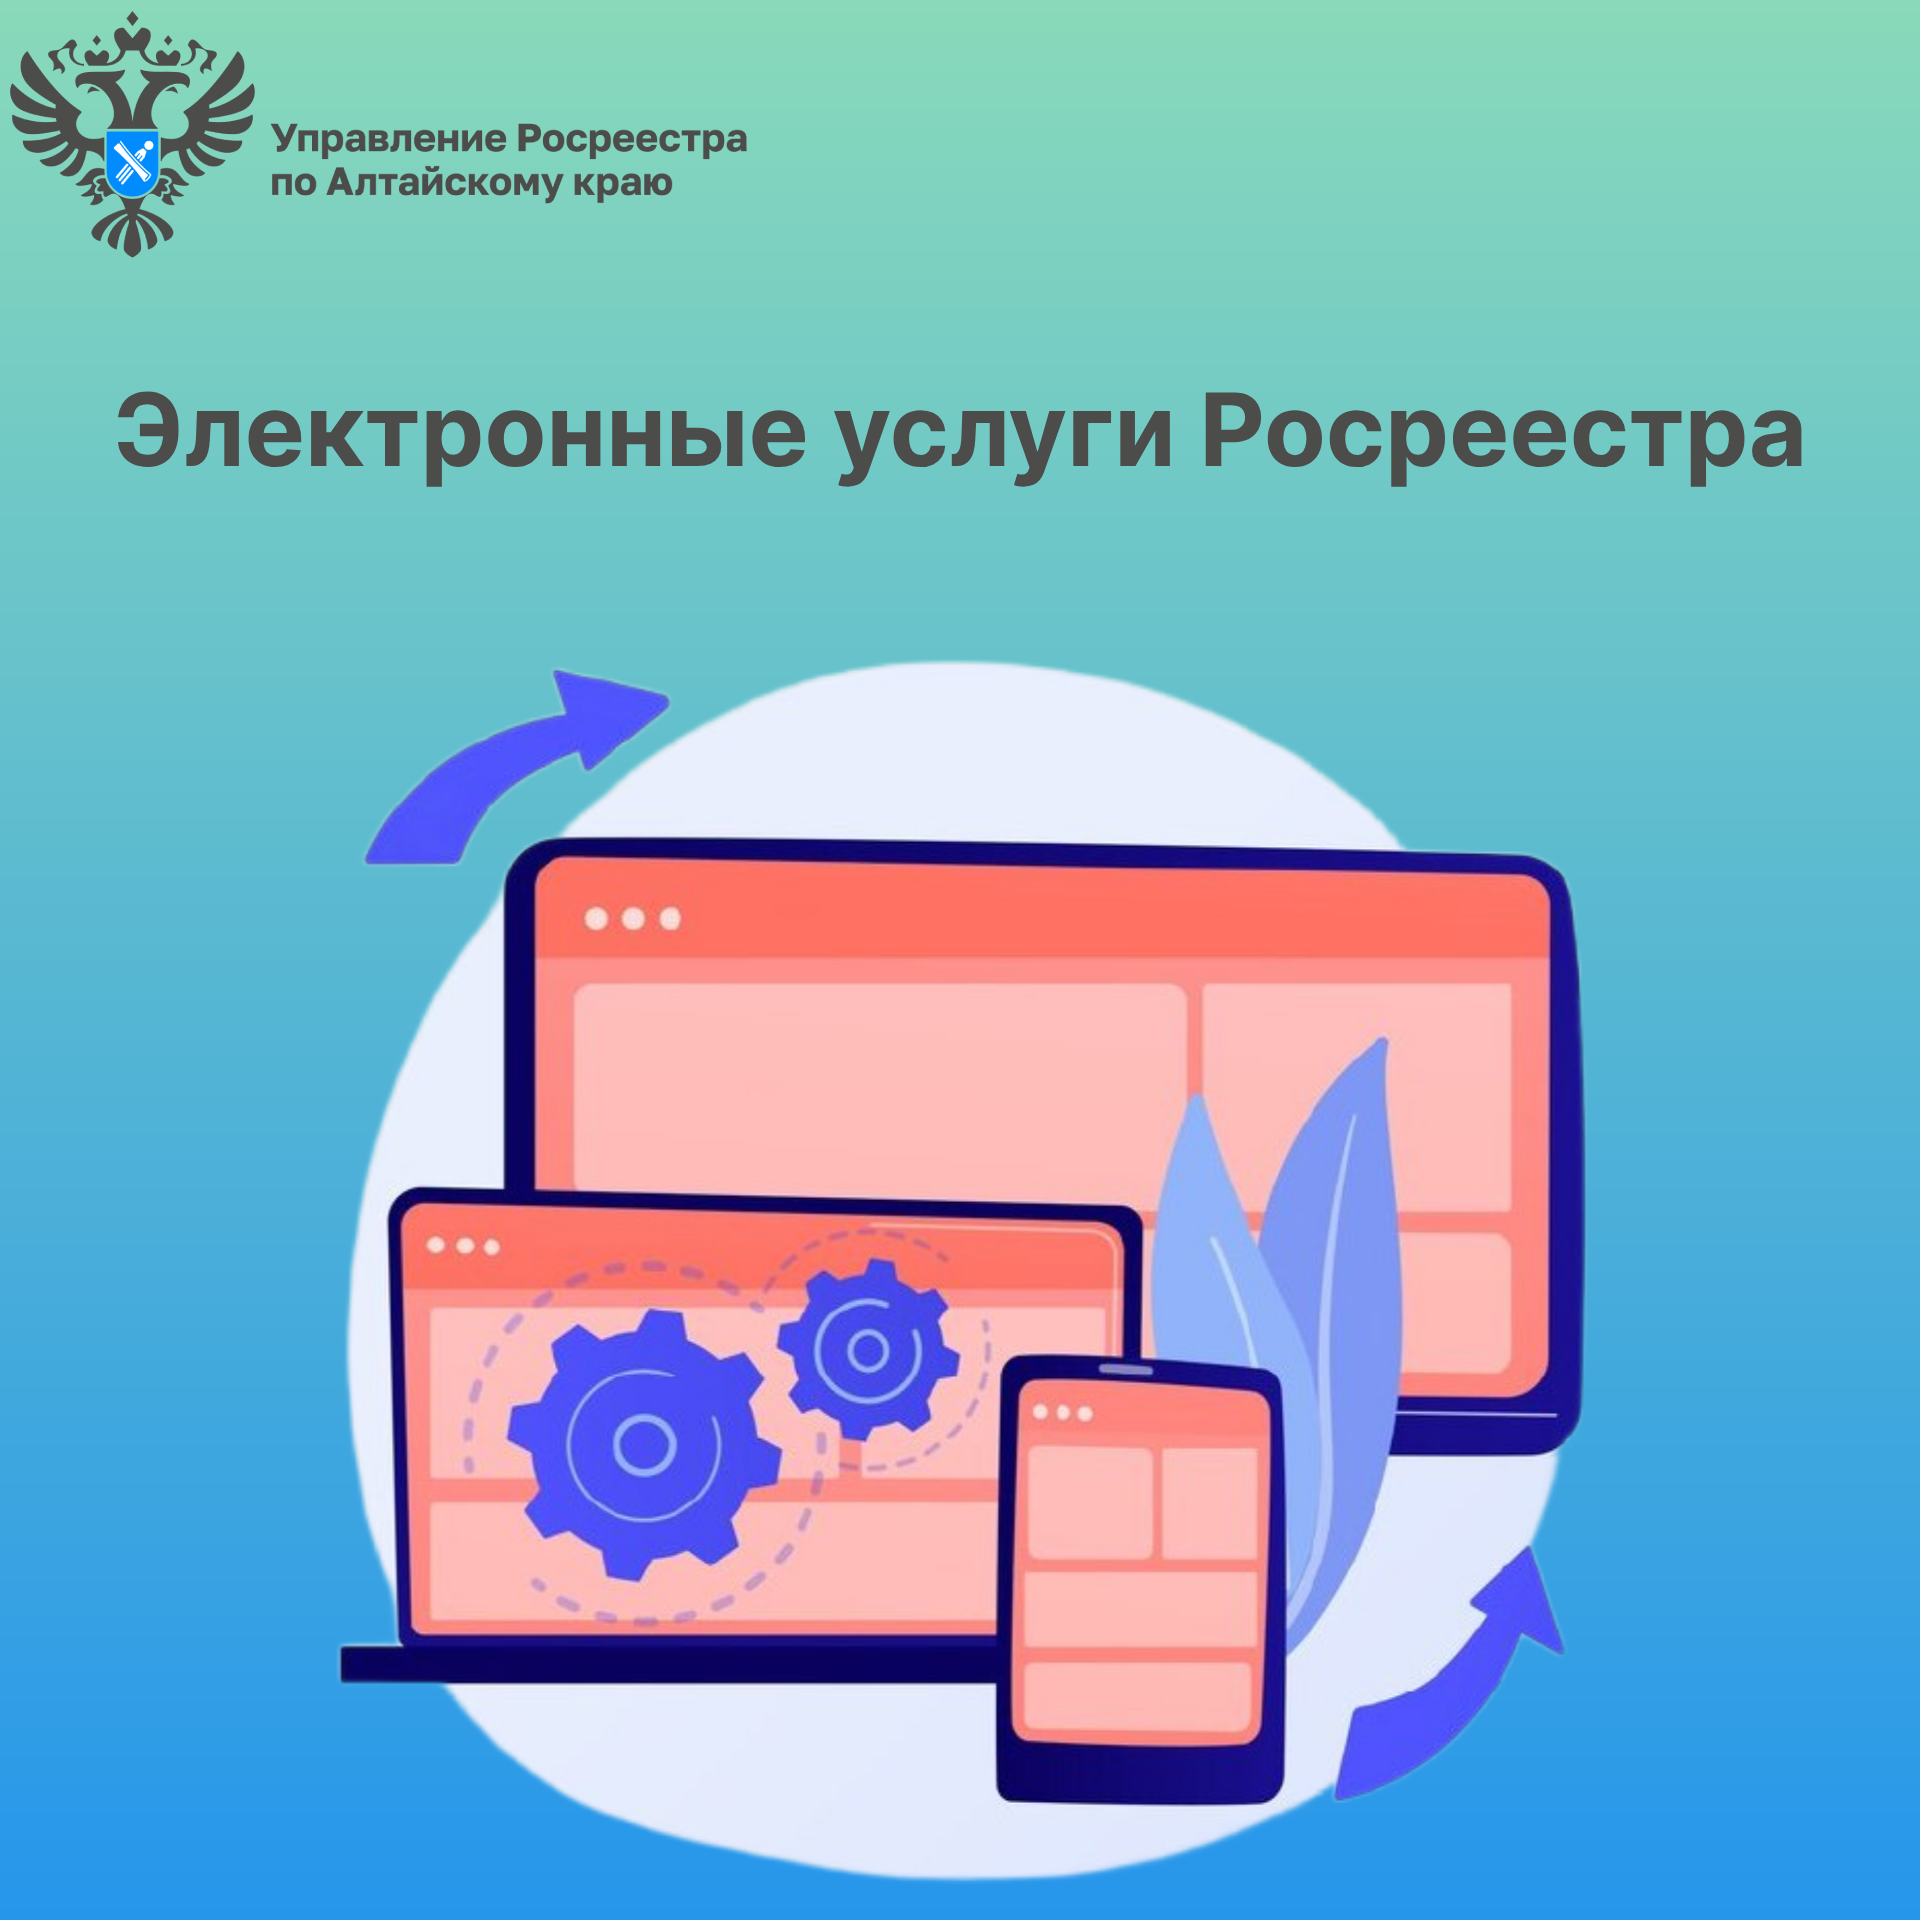 Управление Росреестра
по Алтайскому краю
Электронные услуги Росреестра